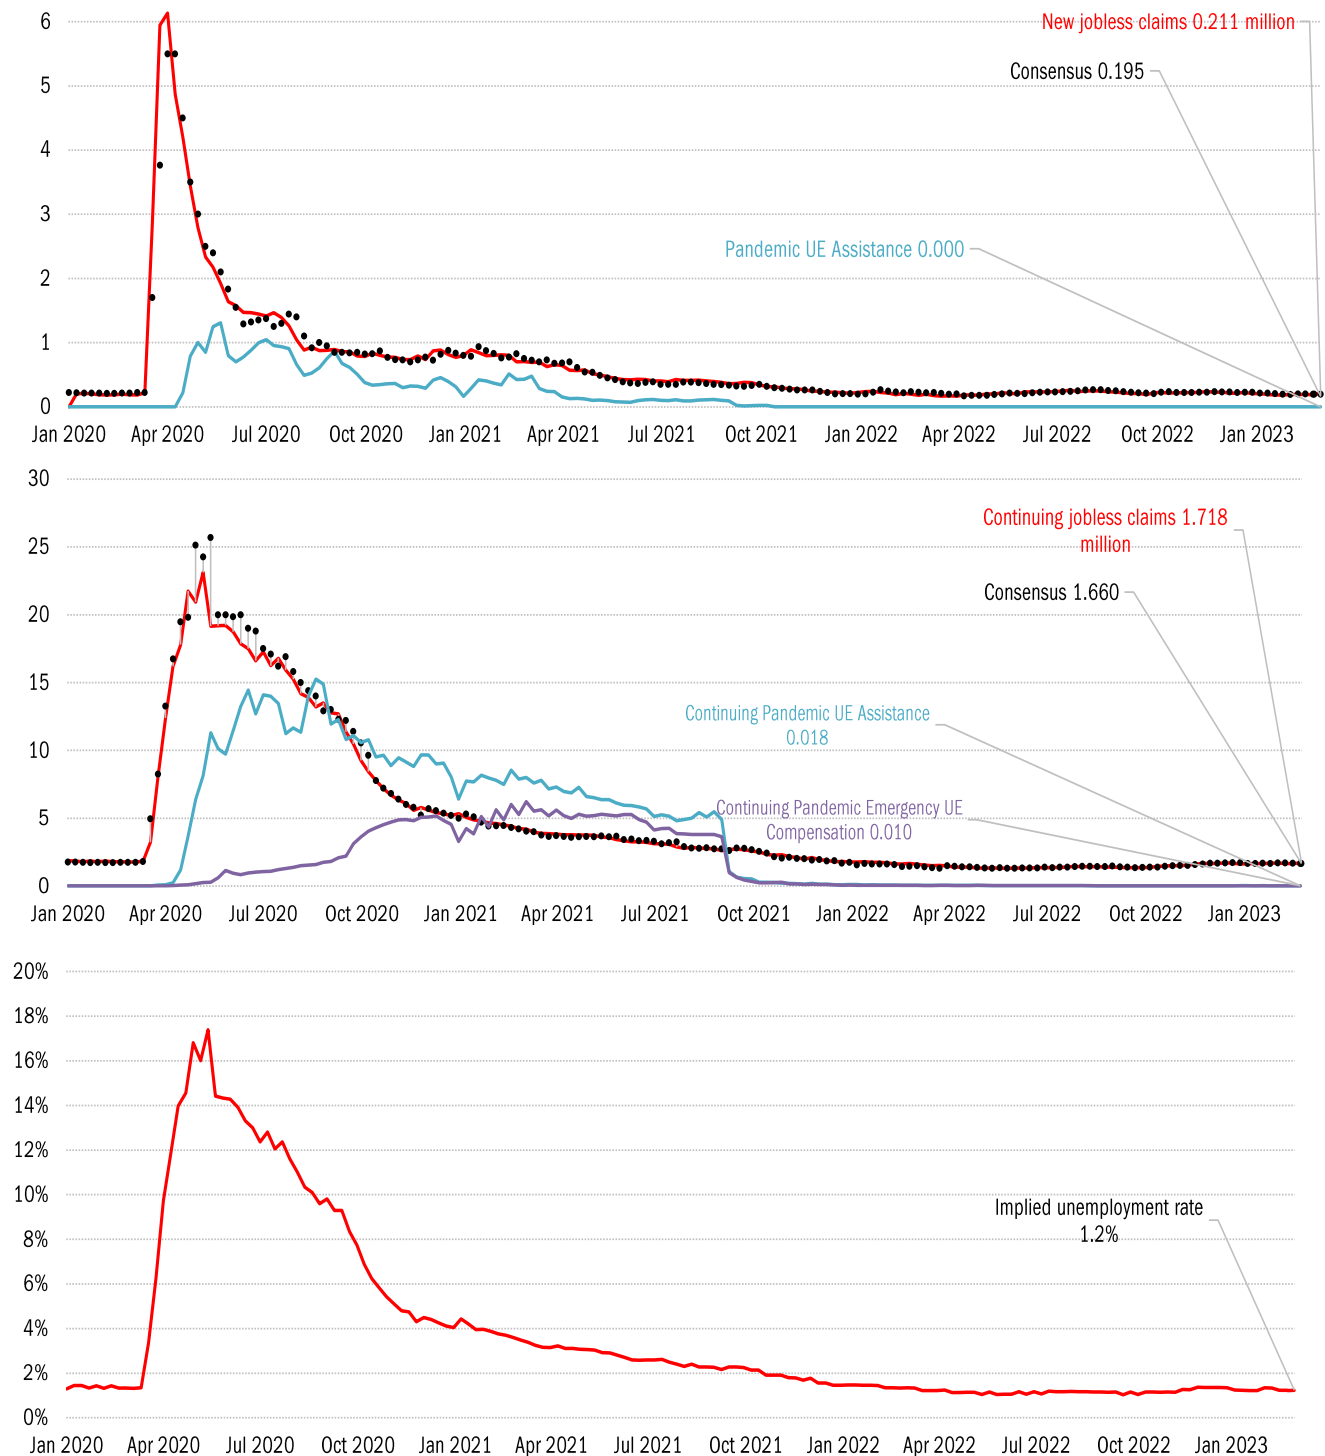 6
New jobless claims 0.211 million
Consensus 0.195
5
4
3
Pandemic UE Assistance 0.000
2
1
0
Jan 2020 Apr 2020 Jul 2020 Oct 2020 Jan 2021 Apr 2021 Jul 2021 Oct 2021 Jan 2022 Apr 2022 Jul 2022 Oct 2022 Jan 2023
30
Continuing jobless claims 1.718
million
25
Consensus 1.660
20
15
Continuing Pandemic UE Assistance
0.018
10
Continuing Pandemic Emergency UE
Compensation 0.010
5
0
Jan 2020 Apr 2020 Jul 2020 Oct 2020 Jan 2021 Apr 2021 Jul 2021 Oct 2021 Jan 2022 Apr 2022 Jul 2022 Oct 2022 Jan 2023
20%
18%
16%
14%
12%
10%
Implied unemployment rate
1.2%
8%
6%
4%
2%
0%
Jan 2020 Apr 2020 Jul 2020 Oct 2020 Jan 2021 Apr 2021 Jul 2021 Oct 2021 Jan 2022 Apr 2022 Jul 2022 Oct 2022 Jan 2023